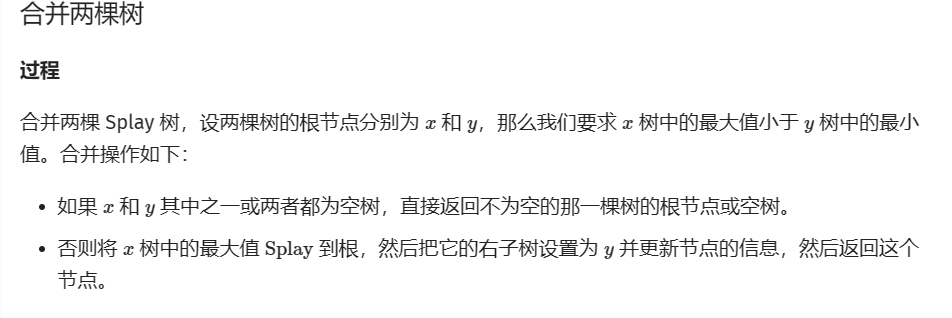 合并两棵树
过程
合并两棵 Splay 树，设两棵树的根节点分别为 x 和 y，那么我们要求 x 树中的最大值小于 y 树中的最小
值。合并操作如下：
• 如果 x 和 y 其中之一或两者都为空树，直接返回不为空的那一棵树的根节点或空树。
• 否则将 x 树中的最大值 Splay 到根，然后把它的右子树设置为 y 并更新节点的信息，然后返回这个
节点。